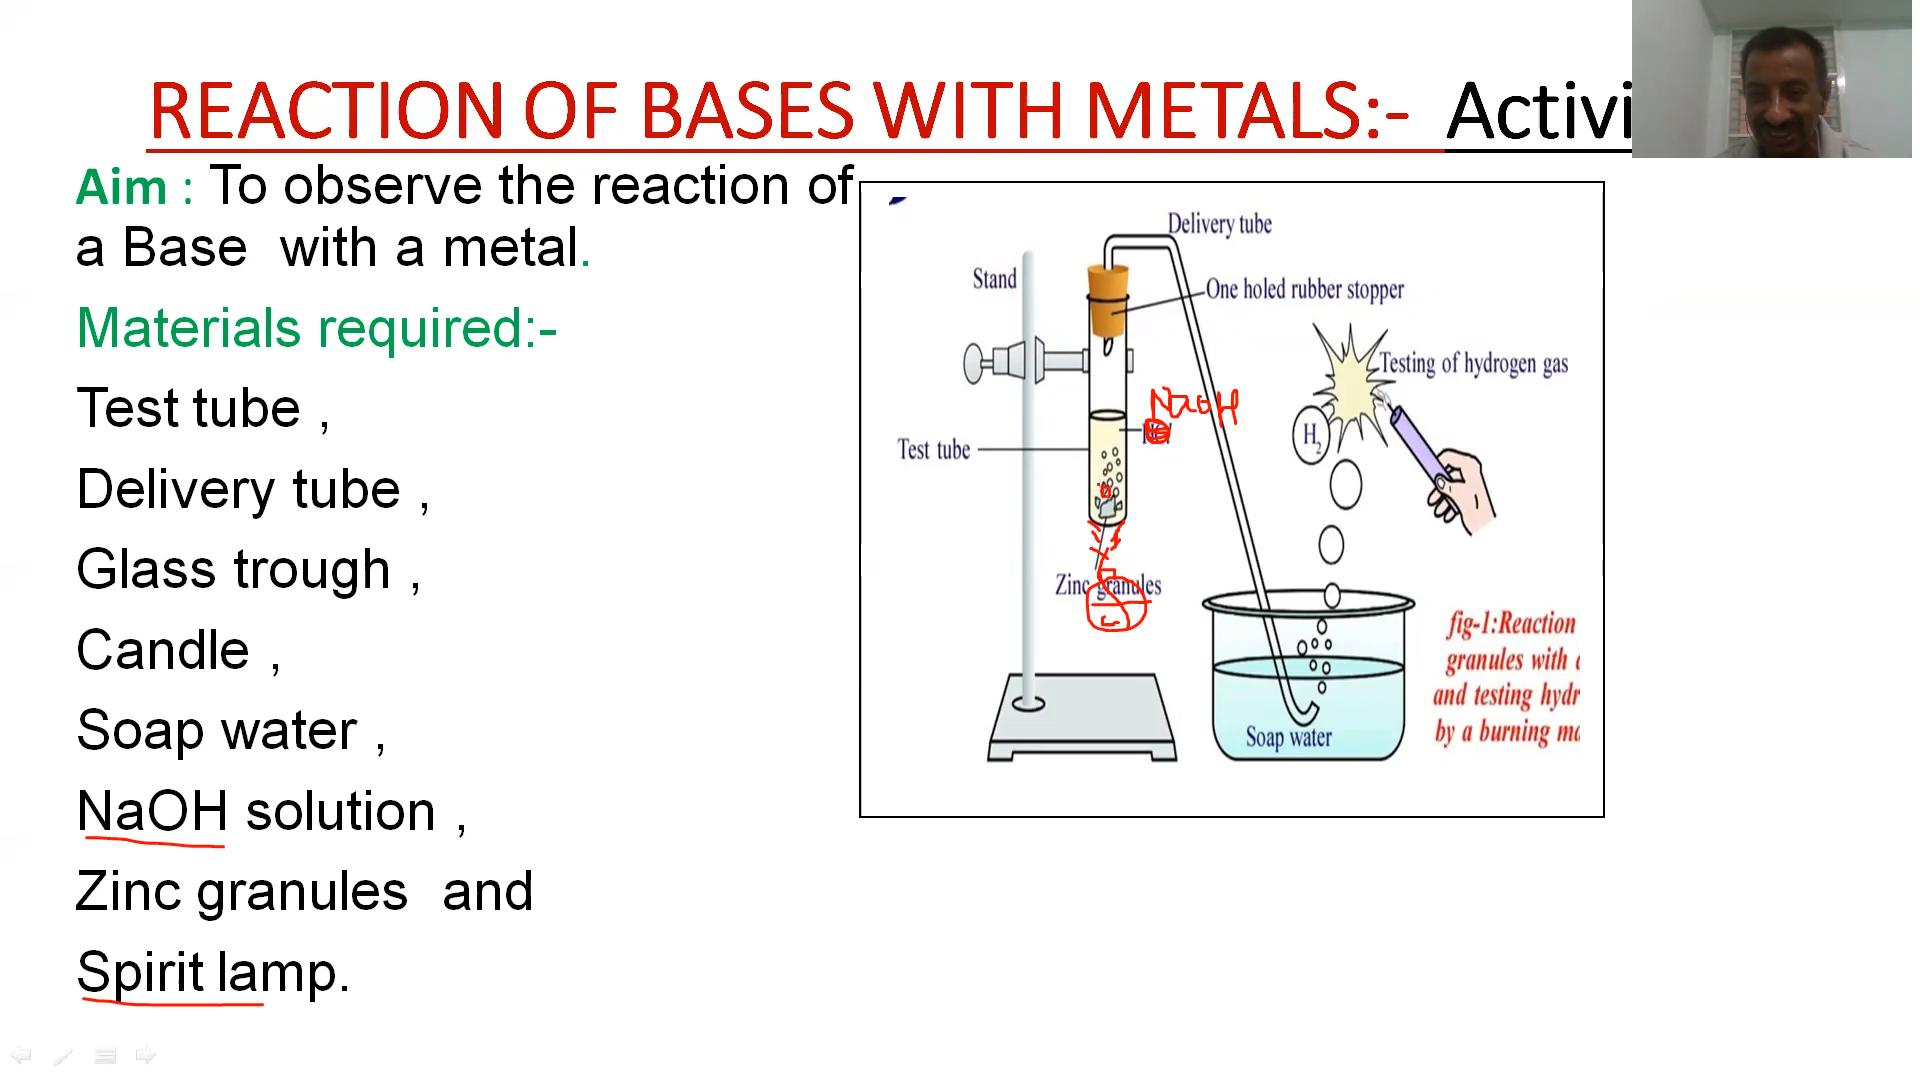 REACTION OF BASES WITH METALS:- Activi
Aim : To observe the reaction of
a Base with a metal.
Materials required:-
Test tube ,
Delivery tube ,
Glass trough ,
Candle ,
Soap water ,
NaOH solution ,
Zinc granules and
Spirit lamp.
Delivery tube
Stand
One holed rubber stopper
Testing of hydrogen gas
NaOH
H2
Test tube
Zinc granules
Soap water
fig-1:Reaction
granules with
and testing hydr
by a burning ma